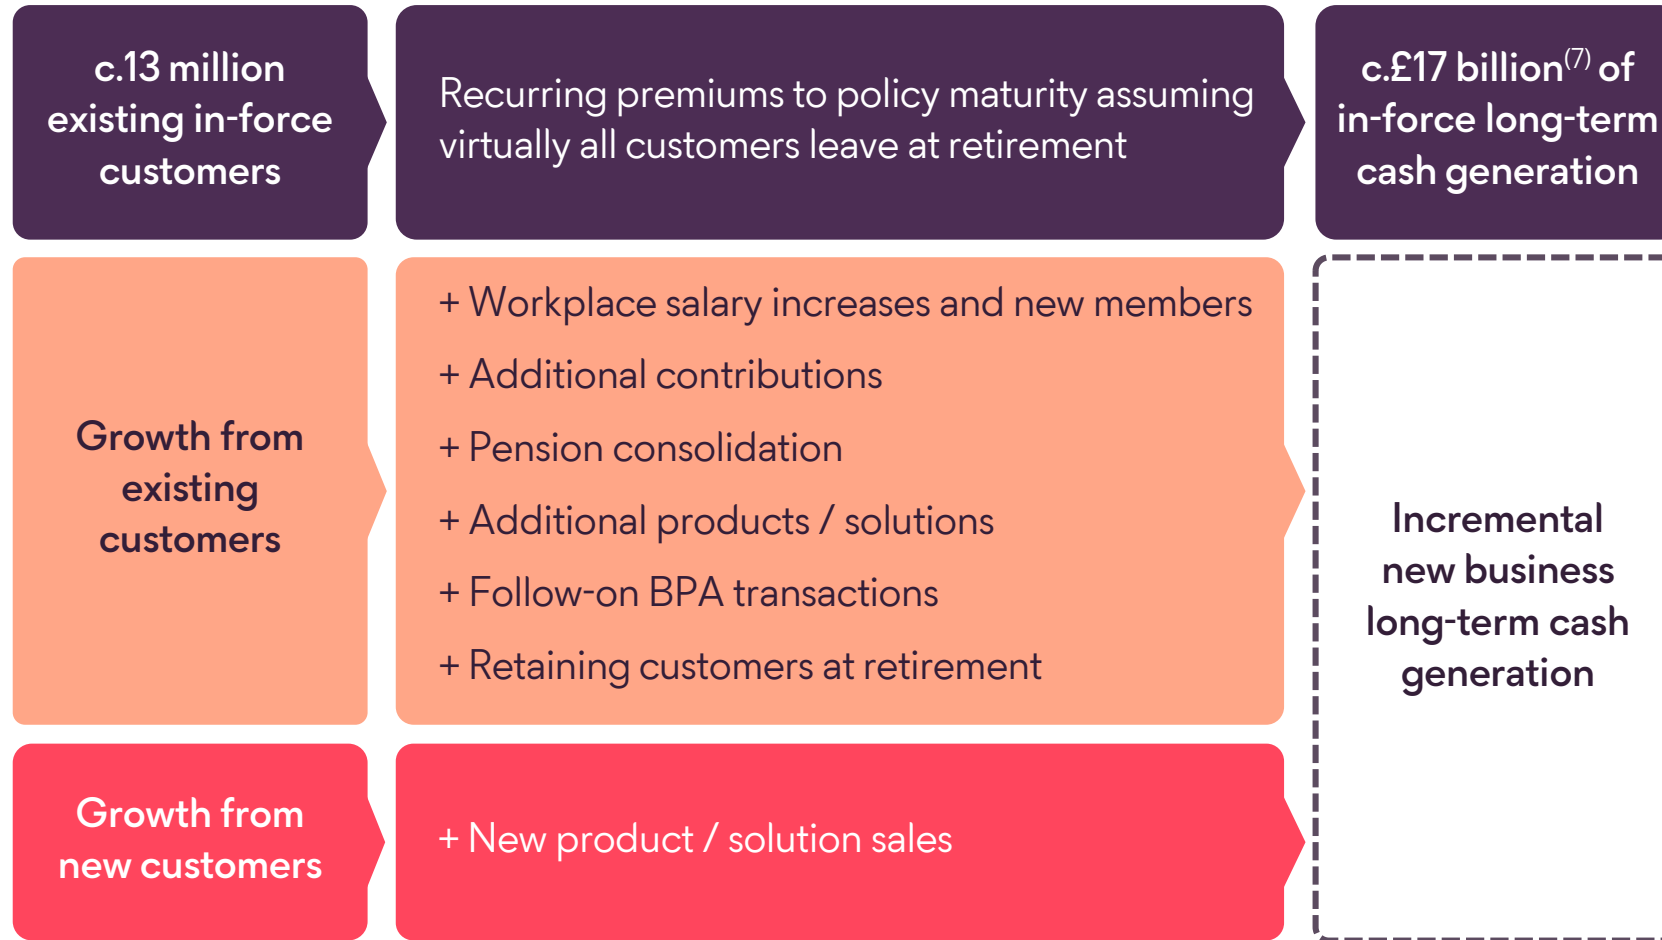 c.13 million
existing in-force
customers
Recurring premiums to policy maturity assuming
virtually all customers leave at retirement
c.£17 billion(7) of
in-force long-term
cash generation
Growth from
existing
customers
+ Workplace salary increases and new members
+ Additional contributions
+ Pension consolidation
+ Additional products / solutions
+ Follow-on BPA transactions
+ Retaining customers at retirement
Incremental
new business
long-term cash
generation
Growth from
new customers
+ New product / solution sales